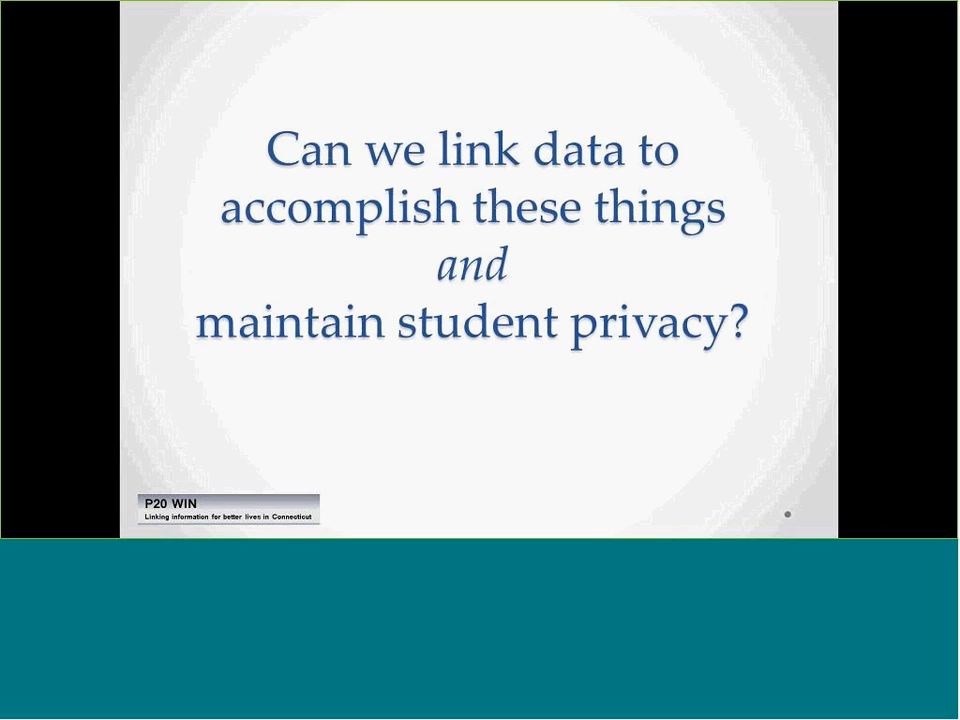 Can we link data to
accomplish these things
and
maintain student privacy?
P20 WIN
Linking information for better lives in Connecticut